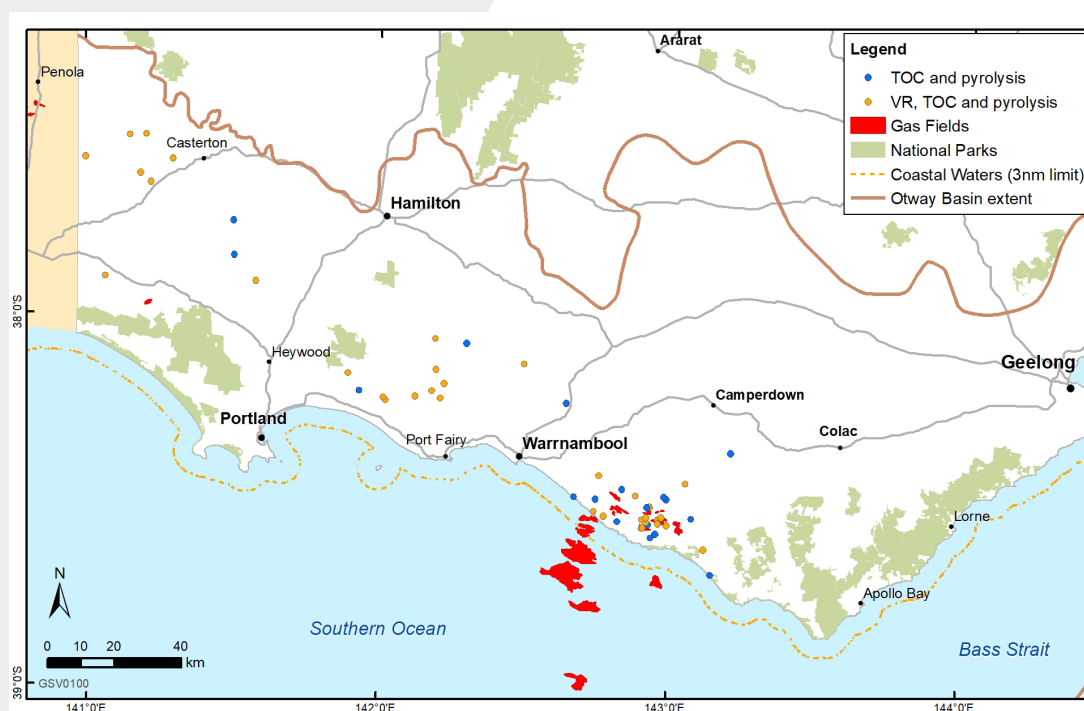 Ararat
Penola
Casterton
Hamilton
Legend
TOC and pyrolysis
VR, TOC and pyrolysis
Gas Fields
National Parks
Coastal Waters (3nm limit)
Otway Basin extent
38°0'S
Heywood
Portland
Port Fairy
Warrnambool
Camperdown
Colac
Geelong
Lorne
Apollo Bay
N
Southern Ocean
Bass Strait
0 10 20 40
km
GSV0100
39°0'S
141°0'E 142°0'E 143°0'E 144°0'E